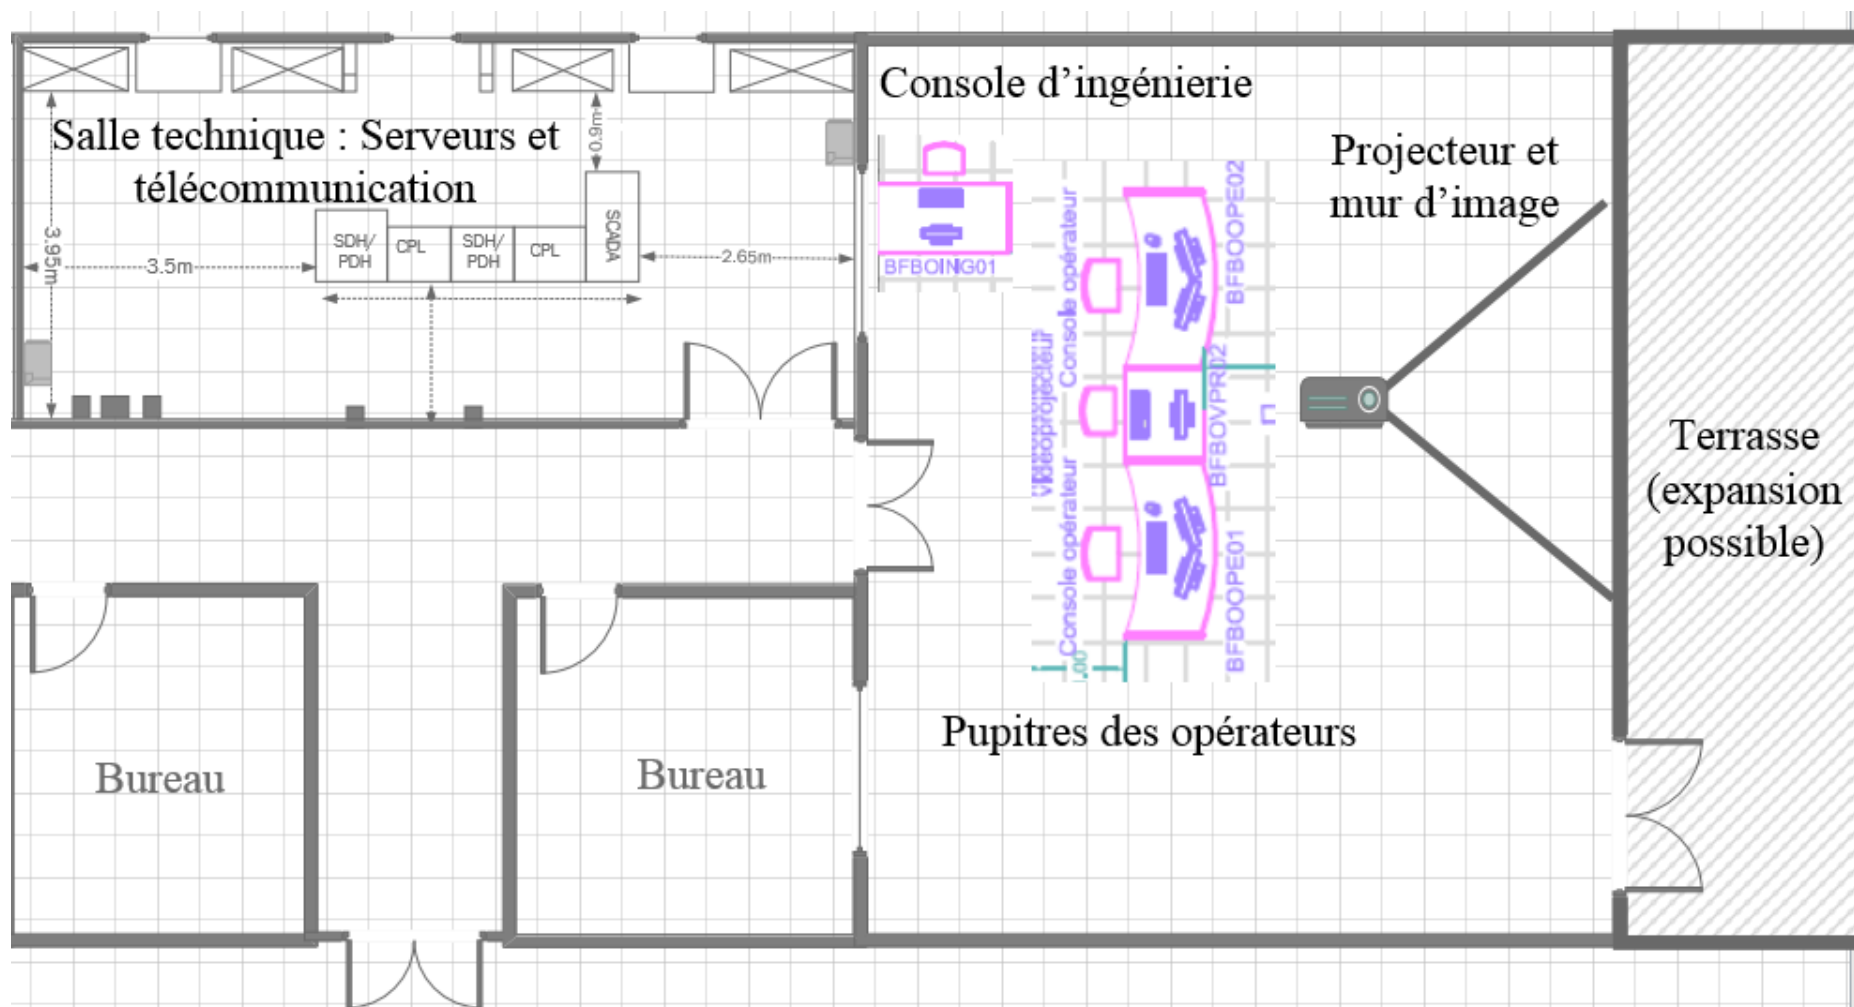 Console d’ingénierie
Salle technique : Serveurs et
télécommunication
0.9m
3.95m
3.5m
SDH/
PDH
CPL
SDH/
PDH
CPL
SCADA
2.65m
BFBOING01
Console opérateur
BFBOOPE02
vidéoprojecteur
BFBOVPR02
Console opérateur
BFBOOPE01
Projecteur et
mur d’image
Terrasse
(expansion
possible)
Pupitres des opérateurs
Bureau
Bureau